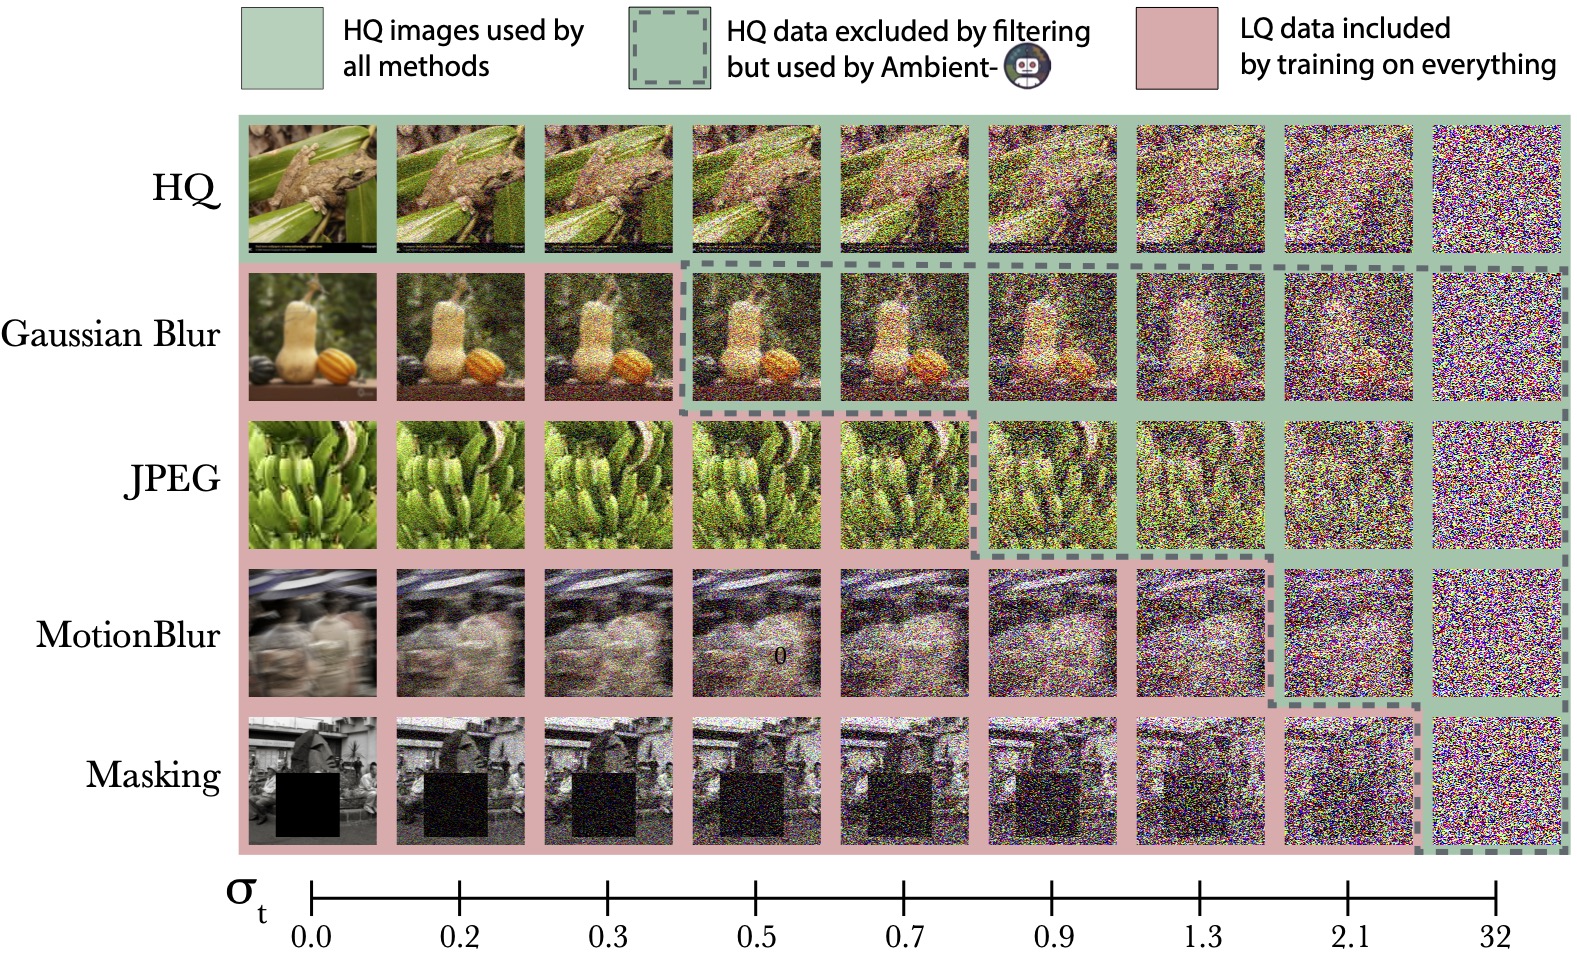 HQ images used by
all methods
HQ data excluded by filtering
but used by Ambient-
LQ data included
by training on everything
HQ
Gaussian Blur
JPEG
MotionBlur
0
Masking
σt
0.0 0.2 0.3 0.5 0.7 0.9 1.3 2.1 32